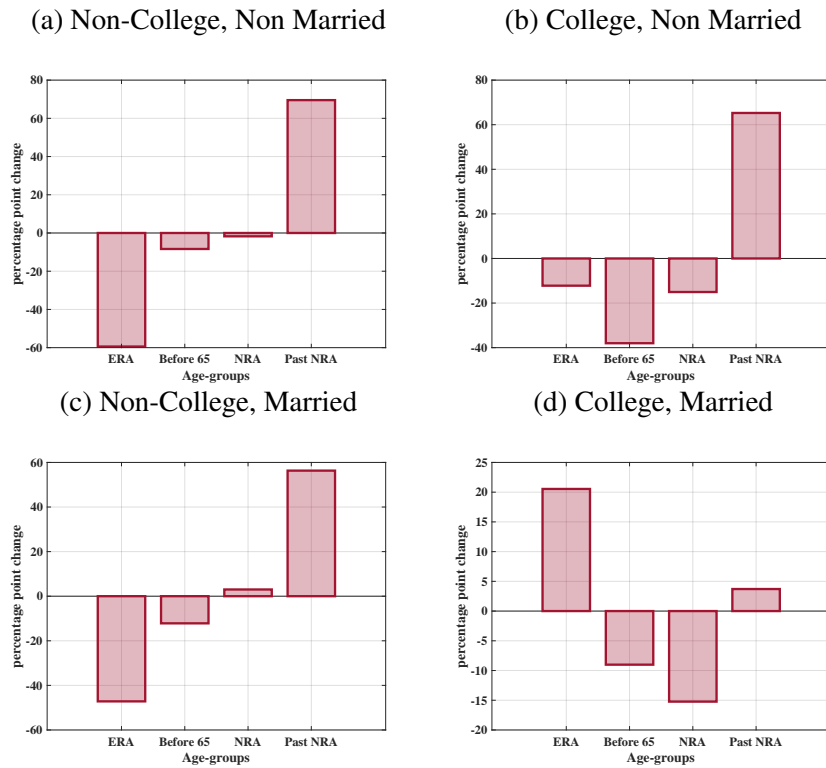 (a) Non-College, Non Married
80
60
40
20
0
-20
-40
-60
percentage point change
ERA Before 65 NRA Past NRA
Age-groups
(b) College, Non Married
80
60
40
20
0
-20
-40
percentage point change
ERA Before 65 NRA Past NRA
Age-groups
(c) Non-College, Married
60
40
20
0
-20
-40
-60
percentage point change
ERA Before 65 NRA Past NRA
Age-groups
(d) College, Married
25
20
15
10
5
0
-5
-10
-15
-20
percentage point change
ERA Before 65 NRA Past NRA
Age-groups